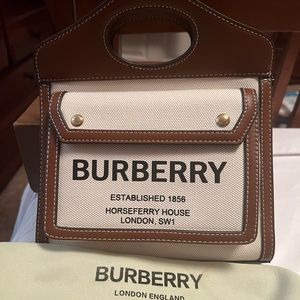 BURBERRY
ESTABLISHED 1856
HORSEFERRY HOUSE
LONDON, SW1
BURBERRY
LONDON ENGLAND